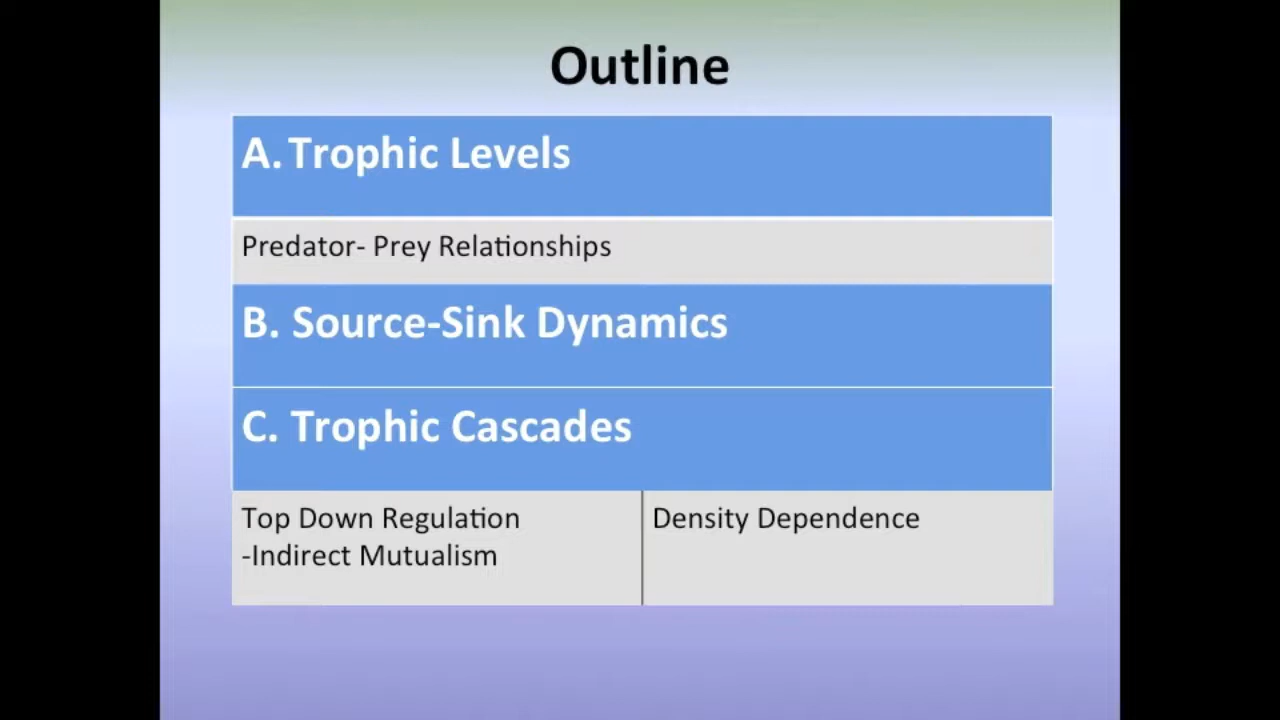 Outline
A. Trophic Levels
Predator- Prey Relationships
B. Source-Sink Dynamics
C. Trophic Cascades
Top Down Regulation
-Indirect Mutualism
Density Dependence